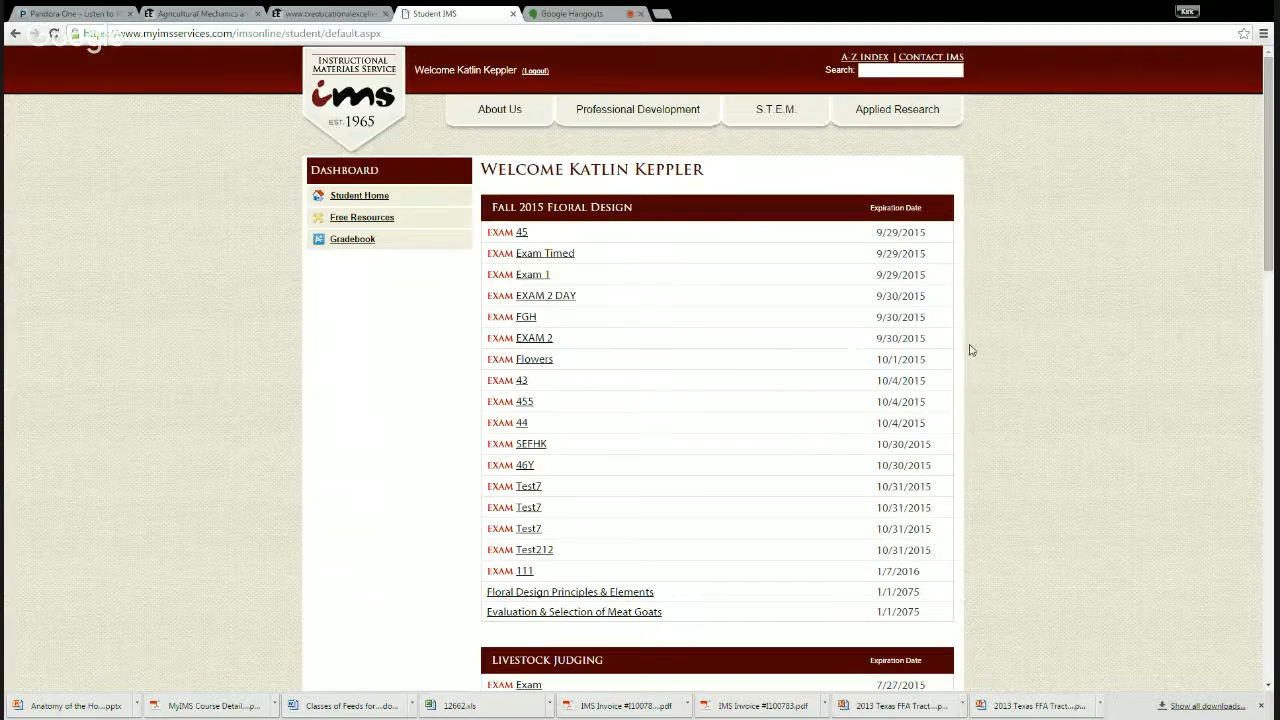 Pandora One - Listen to
Agricultural Mechanics an
www.txeducationalexcelle
Student IMS
Google Hangouts
Kirk
Google
https://www.myimsservices.com/imsonline/student/default.aspx
INSTRUCTIONAL
MATERIALS SERVICE
ims
EST. 1965
Welcome Katlin Keppler (Logout)
A-Z INDEX | CONTACT IMS
Search:
About Us
Professional Development
S.T.E.M.
Applied Research
DASHBOARD
Student Home
Free Resources
Gradebook
WELCOME KATLIN KEPPLER
FALL 2015 FLORAL DESIGN Expiration Date
EXAM 45 9/29/2015
EXAM Exam Timed 9/29/2015
EXAM Exam 1 9/29/2015
EXAM EXAM 2 DAY 9/30/2015
EXAM FGH 9/30/2015
EXAM EXAM 2 9/30/2015
EXAM Flowers 10/1/2015
EXAM 43 10/4/2015
EXAM 455 10/4/2015
EXAM 44 10/4/2015
EXAM SEFHK 10/30/2015
EXAM 46Y 10/30/2015
EXAM Test7 10/31/2015
EXAM Test7 10/31/2015
EXAM Test7 10/31/2015
EXAM Test212 10/31/2015
EXAM 111 1/7/2016
Floral Design Principles & Elements 1/1/2075
Evaluation & Selection of Meat Goats 1/1/2075
LIVESTOCK JUDGING Expiration Date
EXAM Exam 7/27/2015
Anatomy of the Ho....pptx
MyIMS Course Detail....pdf
Classes of Feeds for....do...
12662.xls
IMS Invoice #I10078...pdf
IMS Invoice #I100783.pdf
2013 Texas FFA Tract....pdf
2013 Texas FFA Tract....pdf
Show all downloads...